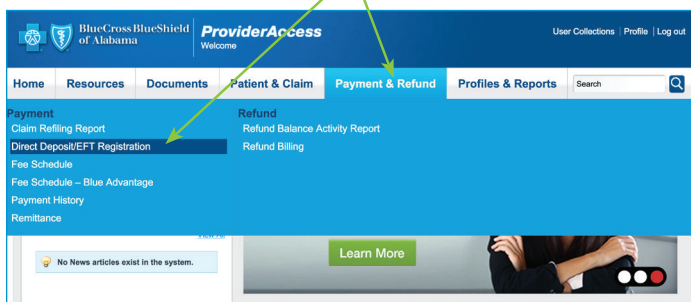 BlueCross BlueShield
of Alabama
ProviderAccess
Welcome
User Collections | Profile | Log out
Home Resources Documents Patient & Claim Payment & Refund Profiles & Reports Search
Payment Refund
Claim Refiling Report Refund Balance Activity Report
Direct Deposit/EFT Registration Refund Billing
Fee Schedule
Fee Schedule – Blue Advantage
Payment History
Remittance
View All
No News articles exist in the system.
Learn More